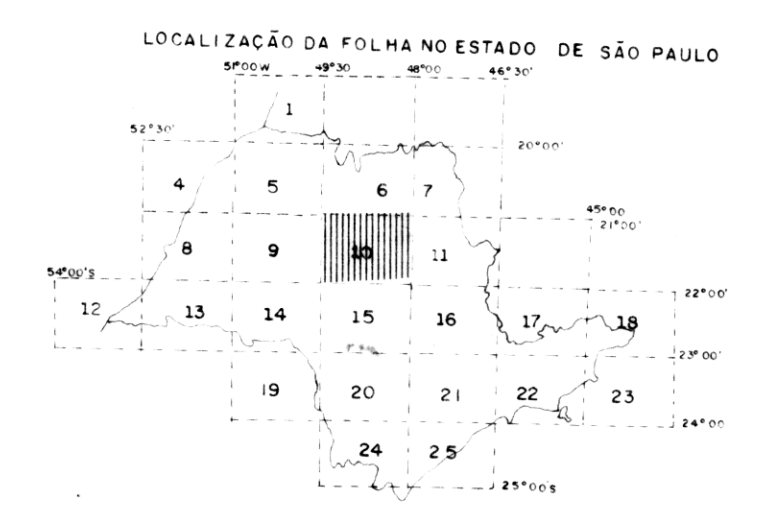 LOCALIZAÇÃO DA FOLHA NO ESTADO DE SÃO PAULO
51°00W 49°30 48°00 46°30'
1
52°30' 20°00'
4 5 6 7
45°00
21°00'
8 9 10 11
54°00's
22°00'
12 13 14 15 16 17 18
23°00'
19 20 21 22 23
24°00
24 25
25°00's